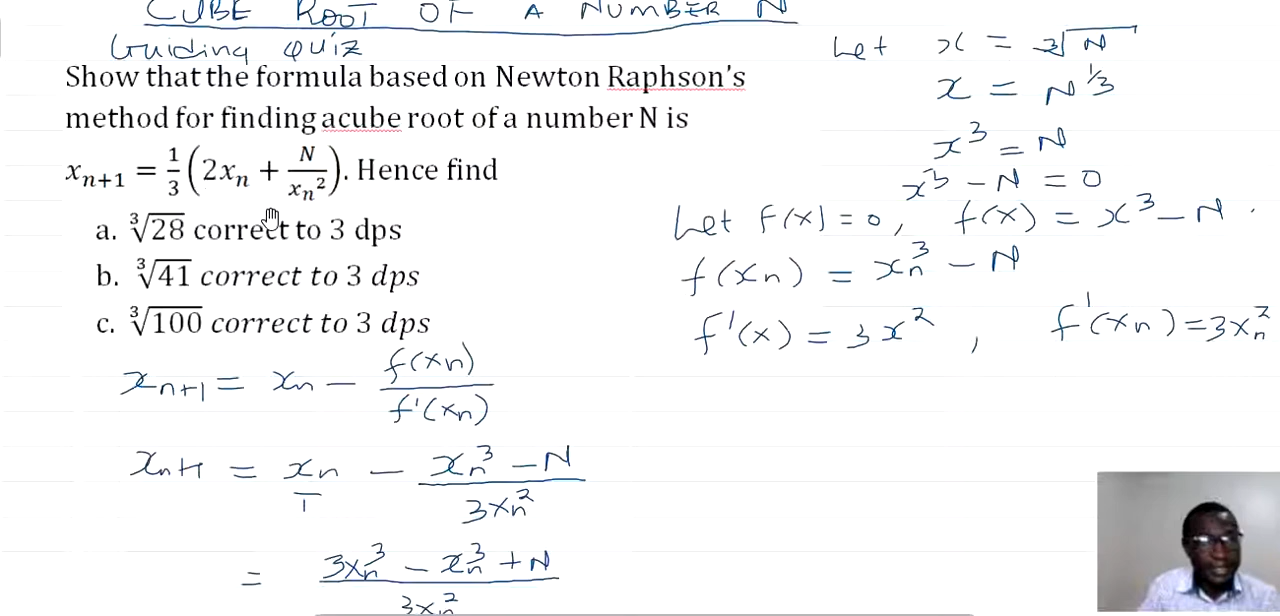 CUBE ROOT OF A NUMBER N
Guiding quiz
Show that the formula based on Newton Raphson's
method for finding acube root of a number N is
xₙ₊₁ = 1/3 (2xₙ + N/xₙ²). Hence find
a. ∛28 correct to 3 dps
b. ∛41 correct to 3 dps
c. ∛100 correct to 3 dps
xₙ₊₁ = xₙ − f(xₙ)/f'(xₙ)
xₙ₊₁ = xₙ/1 − (xₙ³ − N)/3xₙ²
= (3xₙ³ − xₙ³ + N)/3xₙ²
Let x = ∛N
x = N^1/3
x³ = N
x³ − N = 0
Let f(x) = 0, f(x) = x³ − N .
f(xₙ) = xₙ³ − N
f'(x) = 3x² , f'(xₙ) = 3xₙ²